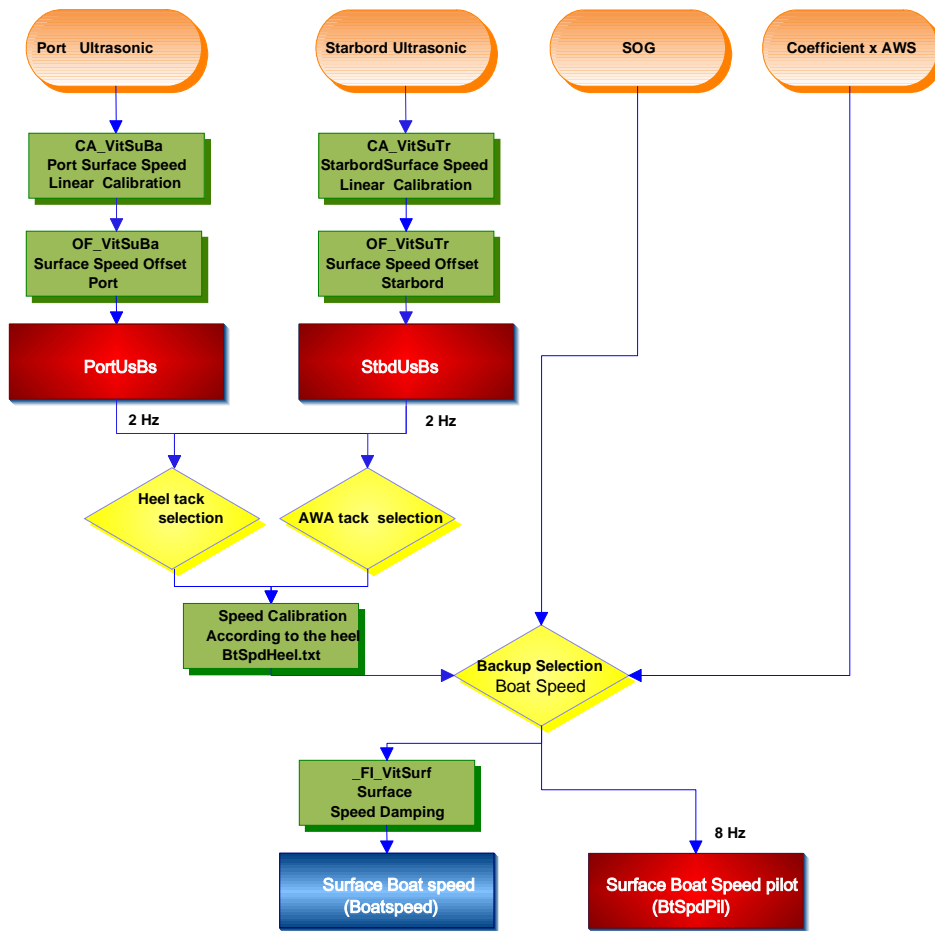 Port Ultrasonic
Starbord Ultrasonic
SOG
Coefficient x AWS
CA_VitSuBa
Port Surface Speed
Linear Calibration
CA_VitSuTr
StarbordSurface Speed
Linear Calibration
OF_VitSuBa
Surface Speed Offset
Port
OF_VitSuTr
Surface Speed Offset
Starbord
PortUsBs
StbdUsBs
2 Hz
2 Hz
Heel tack
selection
AWA tack selection
Speed Calibration
According to the heel
BtSpdHeel.txt
Backup Selection
Boat Speed
_FI_VitSurf
Surface
Speed Damping
8 Hz
Surface Boat speed
(Boatspeed)
Surface Boat Speed pilot
(BtSpdPil)